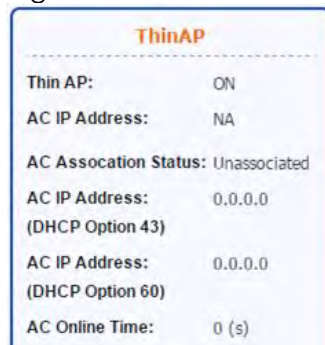 ThinAP
Thin AP: ON
AC IP Address: NA
AC Assocation Status: Unassociated
AC IP Address: 0.0.0.0
(DHCP Option 43)
AC IP Address: 0.0.0.0
(DHCP Option 60)
AC Online Time: 0 (s)